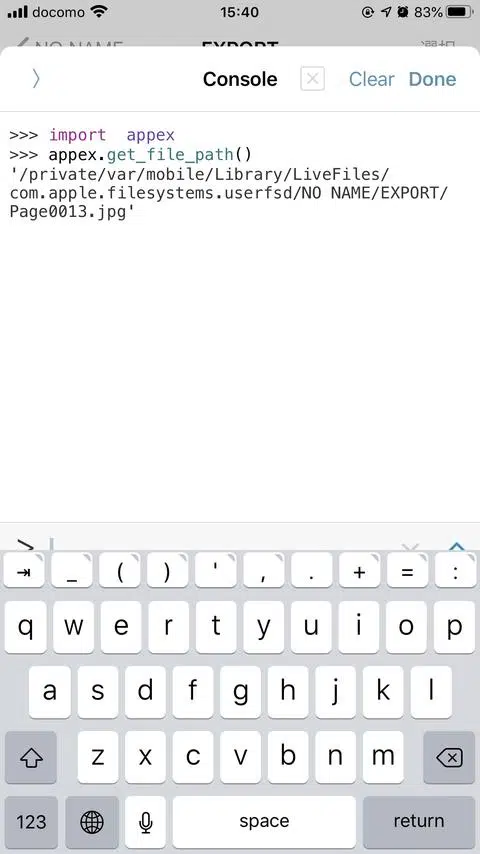 docomo 15:40 83%
NO NAME EXPORT 選択
Console Clear Done
>>> import appex
>>> appex.get_file_path()
'/private/var/mobile/Library/LiveFiles/
com.apple.filesystems.userfsd/NO NAME/EXPORT/
Page0013.jpg'
>
⇥ _ ( ) ' , . + = :
q w e r t y u i o p
a s d f g h j k l
z x c v b n m
123 space return